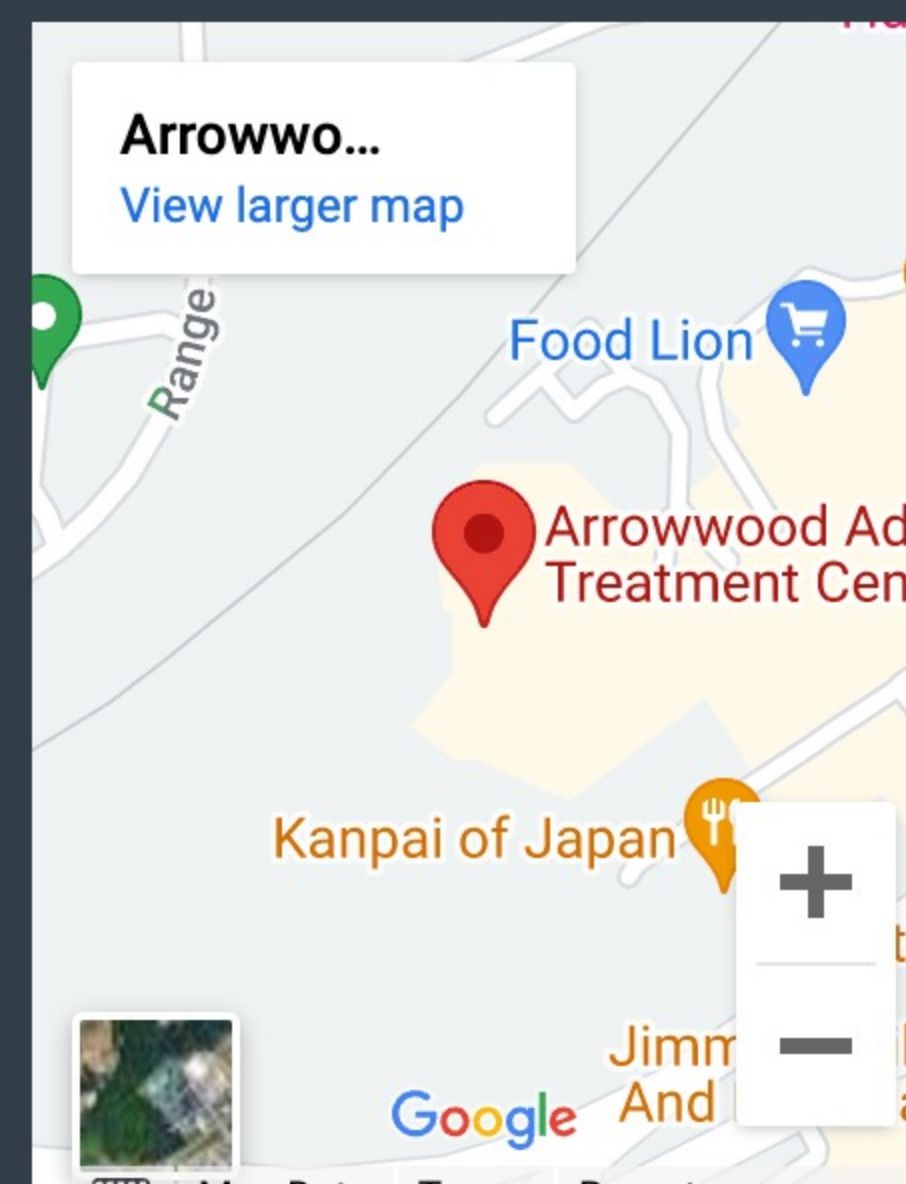 Arrowwo...
View larger map
Range
Food Lion
Arrowwood Ad
Treatment Cen
Kanpai of Japan
Jimm
And
Google